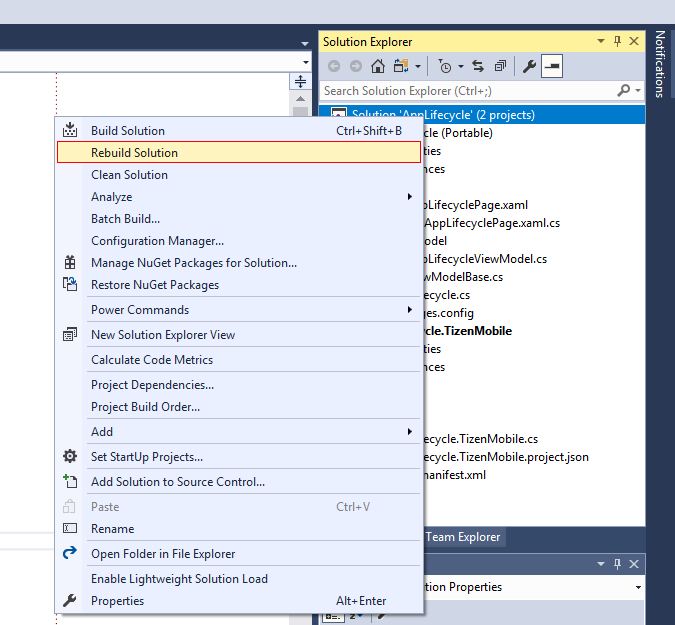 Solution Explorer
Search Solution Explorer (Ctrl+;)
Solution 'AppLifecycle' (2 projects)
Notifications
Build Solution Ctrl+Shift+B
Rebuild Solution
Clean Solution
Analyze
Batch Build...
Configuration Manager...
Manage NuGet Packages for Solution...
Restore NuGet Packages
Power Commands
New Solution Explorer View
Calculate Code Metrics
Project Dependencies...
Project Build Order...
Add
Set StartUp Projects...
Add Solution to Source Control...
Paste Ctrl+V
Rename
Open Folder in File Explorer
Enable Lightweight Solution Load
Properties Alt+Enter
cle (Portable)
ties
nces
pLifecyclePage.xaml
AppLifecyclePage.xaml.cs
odel
pLifecycleViewModel.cs
wModelBase.cs
ecycle.cs
ges.config
cle.TizenMobile
ties
nces
ecycle.TizenMobile.cs
ecycle.TizenMobile.project.json
manifest.xml
Team Explorer
tion Properties